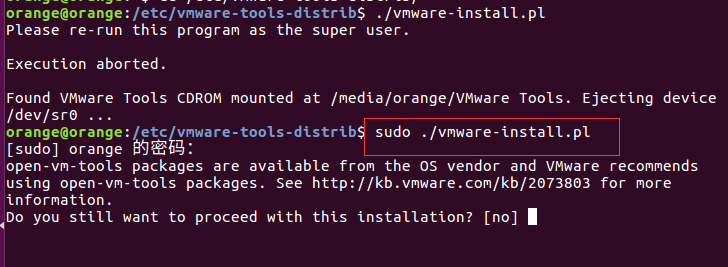 orange@orange:/etc/vmware-tools-distrib$ ./vmware-install.pl
Please re-run this program as the super user.
Execution aborted.
Found VMware Tools CDROM mounted at /media/orange/VMware Tools. Ejecting device
/dev/sr0 ...
orange@orange:/etc/vmware-tools-distrib$ sudo ./vmware-install.pl
[sudo] orange 的密码：
open-vm-tools packages are available from the OS vendor and VMware recommends
using open-vm-tools packages. See http://kb.vmware.com/kb/2073803 for more
information.
Do you still want to proceed with this installation? [no]